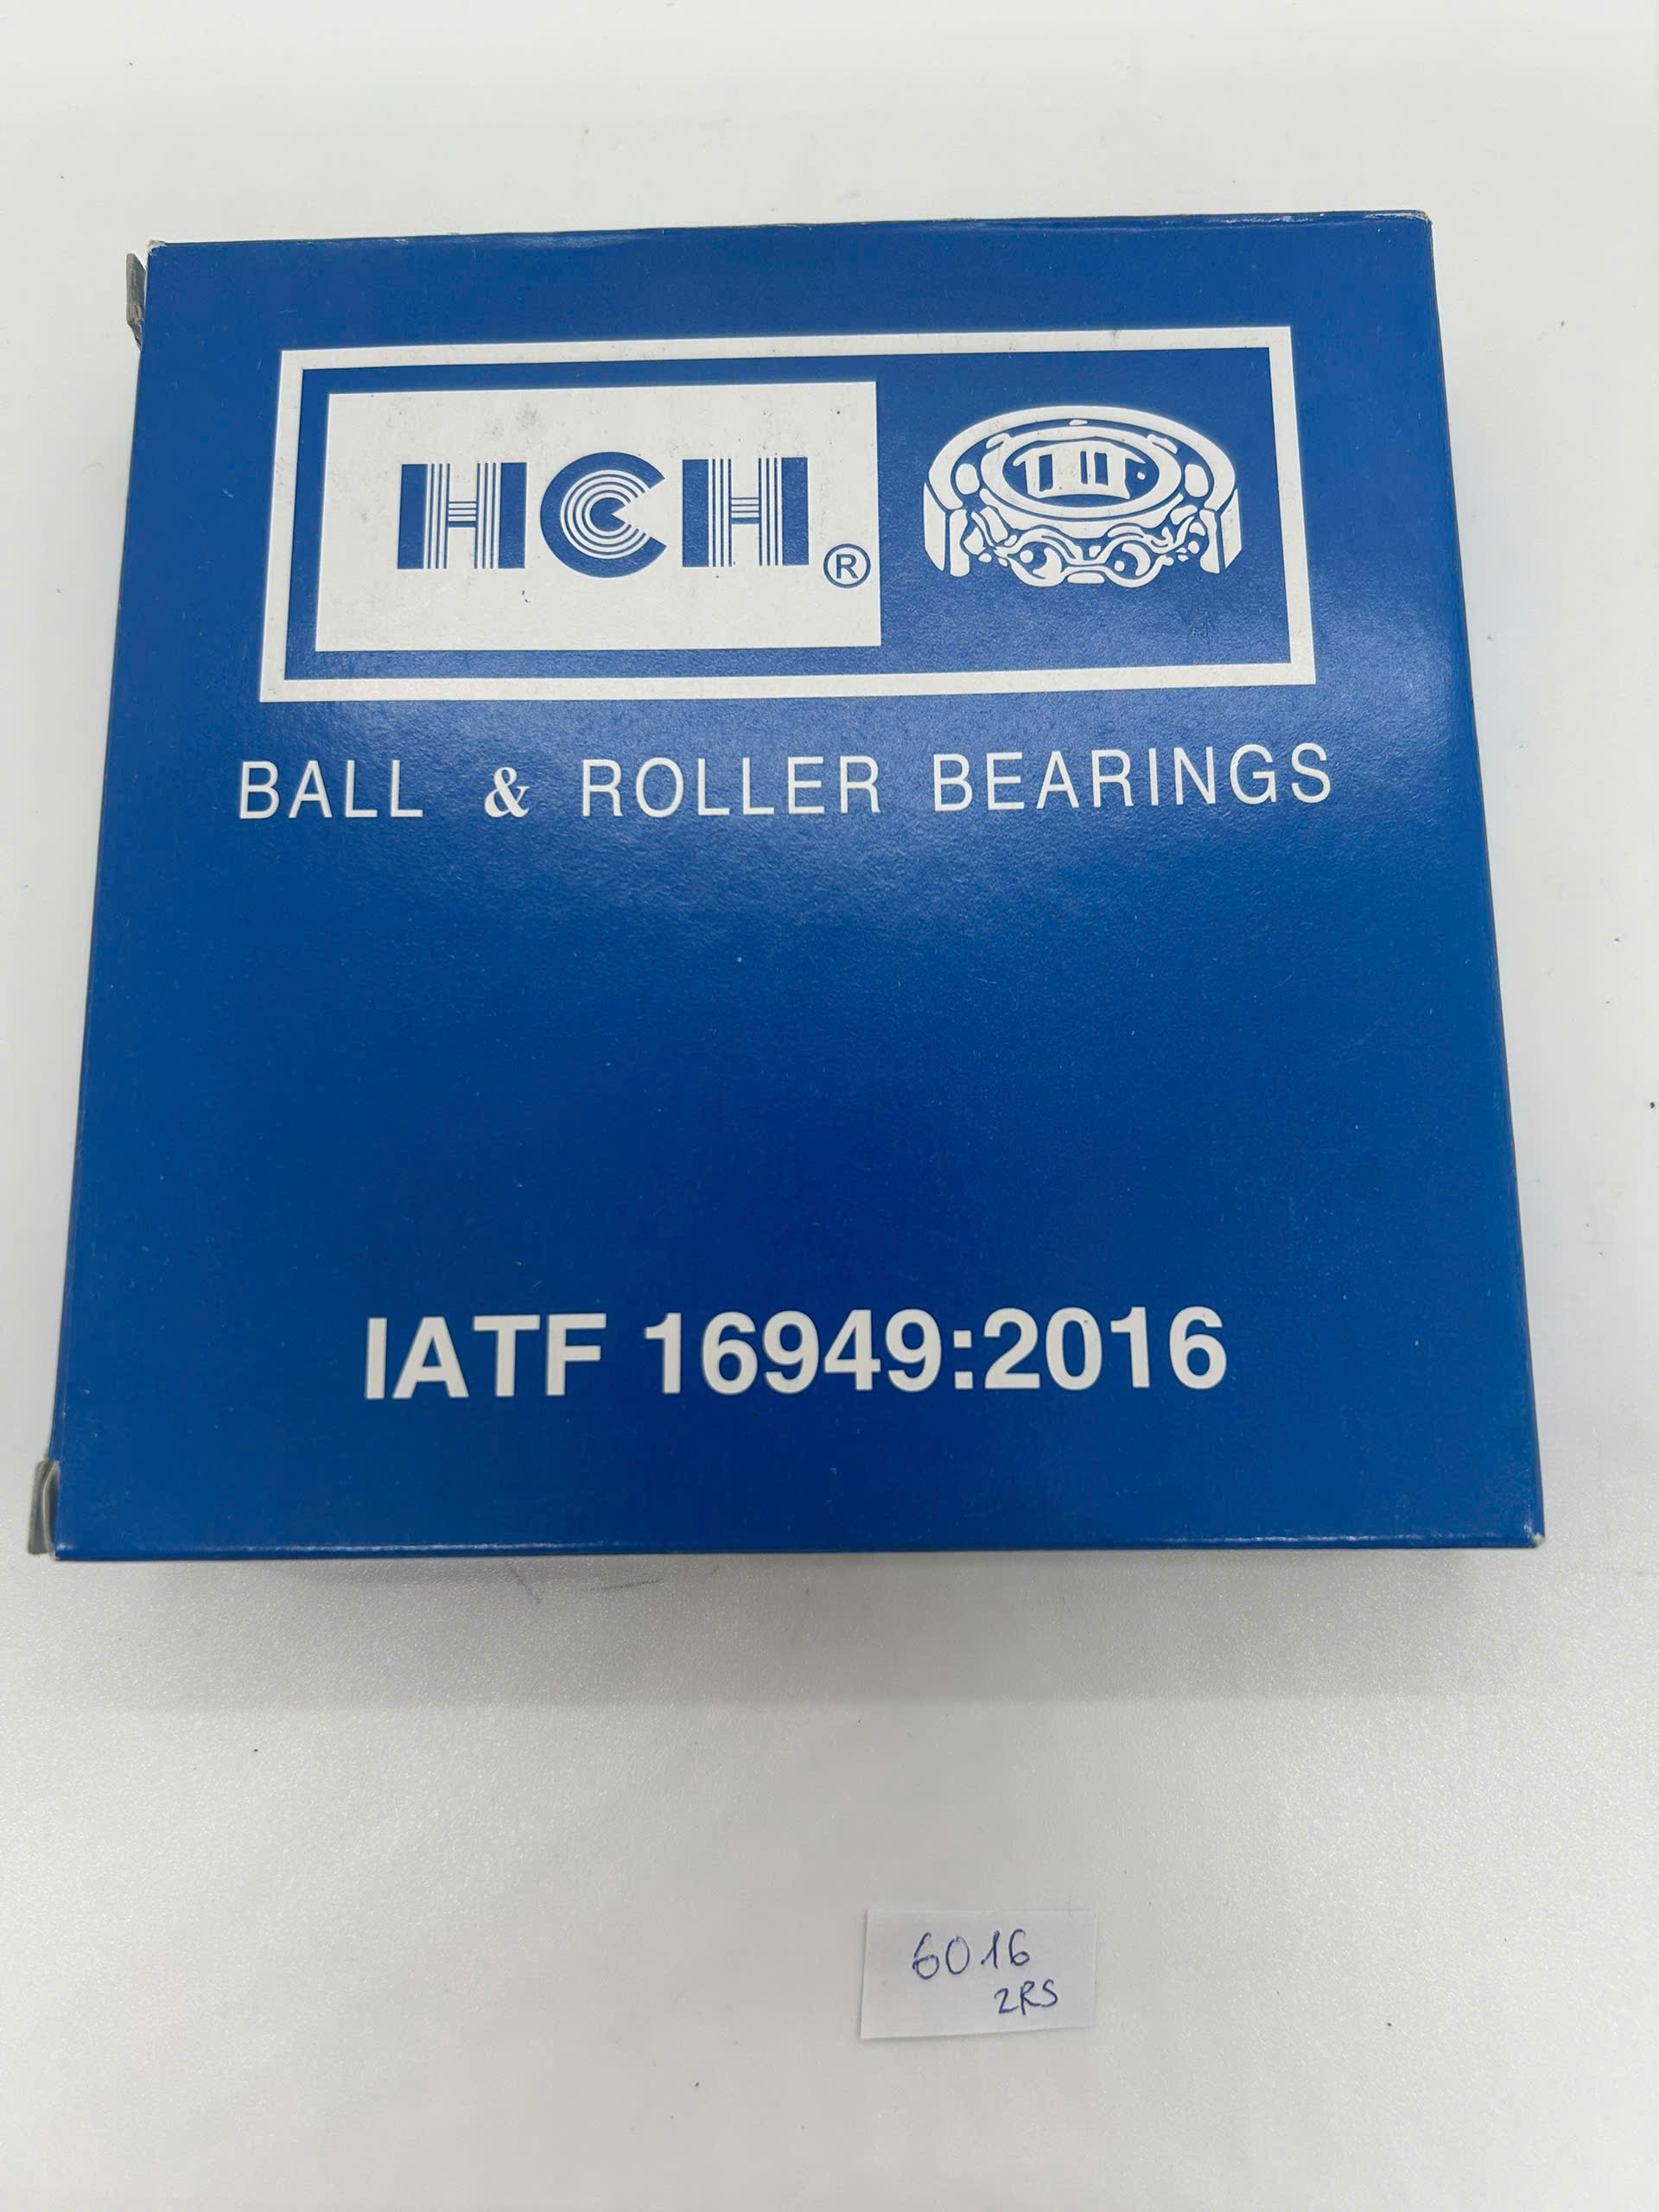 HCH®
BALL & ROLLER BEARINGS
IATF 16949:2016
6016
2RS